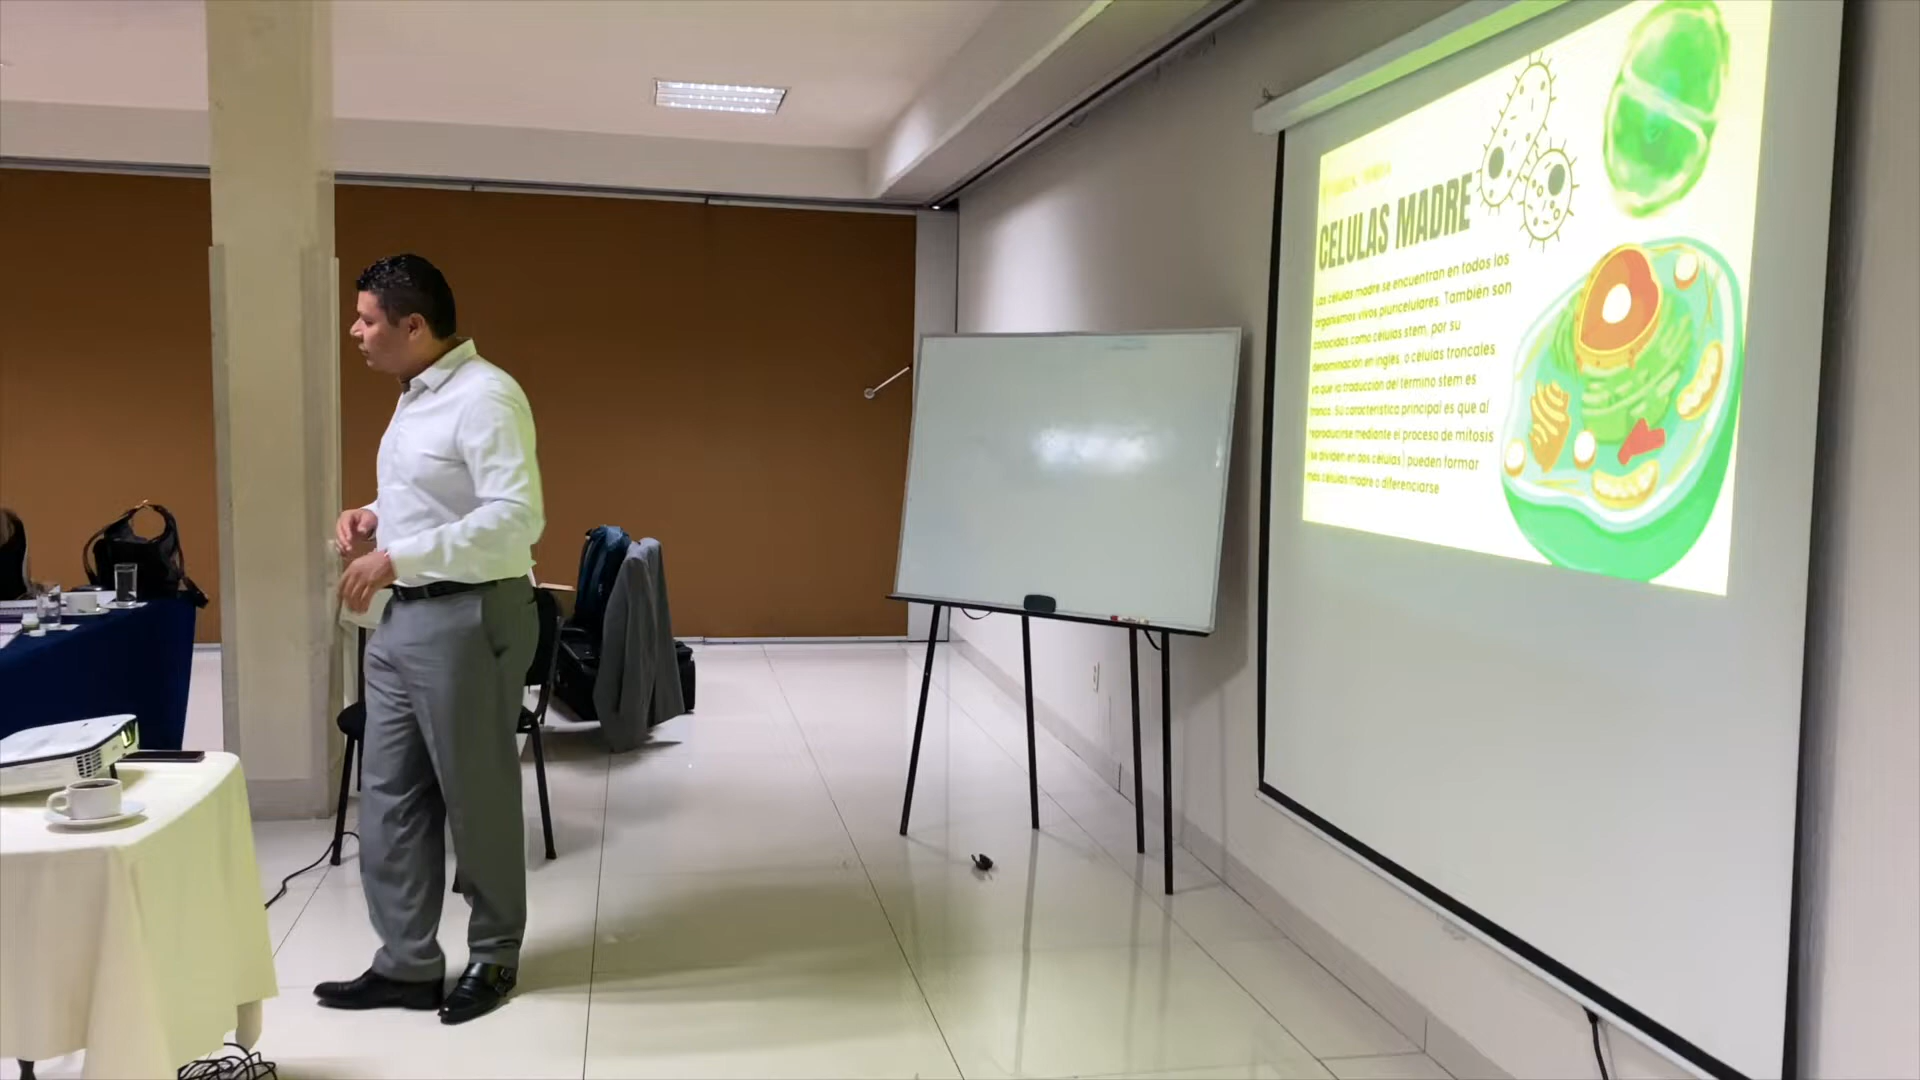 CÉLULAS MADRE
Las células madre se encuentran en todos los
organismos vivos pluricelulares. También son
conocidas como células stem, por su
denominación en inglés, o células troncales
ya que la traducción del término stem es
tronco. Su característica principal es que al
reproducirse mediante el proceso de mitosis
(se dividen en dos células) pueden formar
más células madre o diferenciarse